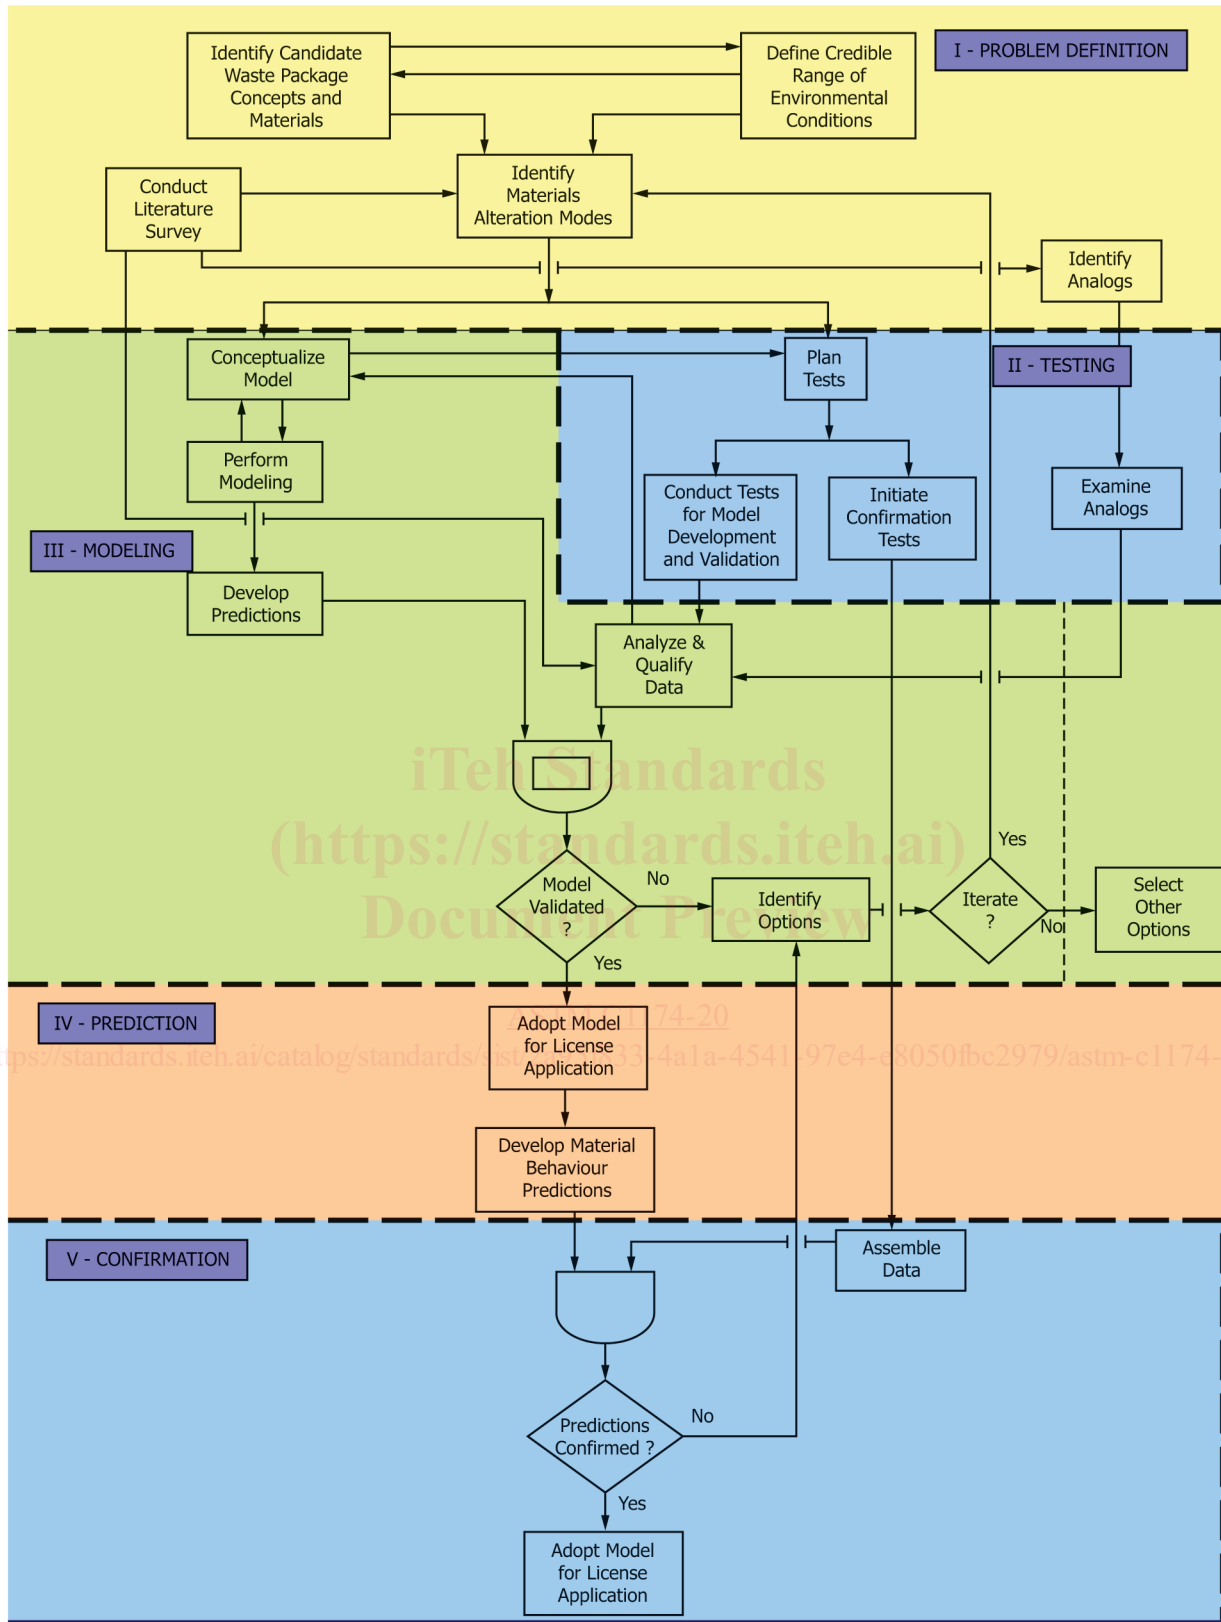 Identify Candidate
Waste Package
Concepts and
Materials
Define Credible
Range of
Environmental
Conditions
I - PROBLEM DEFINITION
Identify
Materials
Alteration Modes
Conduct
Literature
Survey
Identify
Analogs
Conceptualize
Model
Plan
Tests
II - TESTING
Perform
Modeling
Conduct Tests
for Model
Development
and Validation
Initiate
Confirmation
Tests
Examine
Analogs
III - MODELING
Develop
Predictions
Analyze &
Qualify
Data
iTeh Standards
(https://standards.iteh.ai)
Document Preview
Model
Validated
?
No
Yes
Identify
Options
Yes
Iterate
?
No
Select
Other
Options
IV - PREDICTION
Adopt Model
for License
Application
Develop Material
Behaviour
Predictions
V - CONFIRMATION
Assemble
Data
Predictions
Confirmed ?
No
Yes
Adopt Model
for License
Application